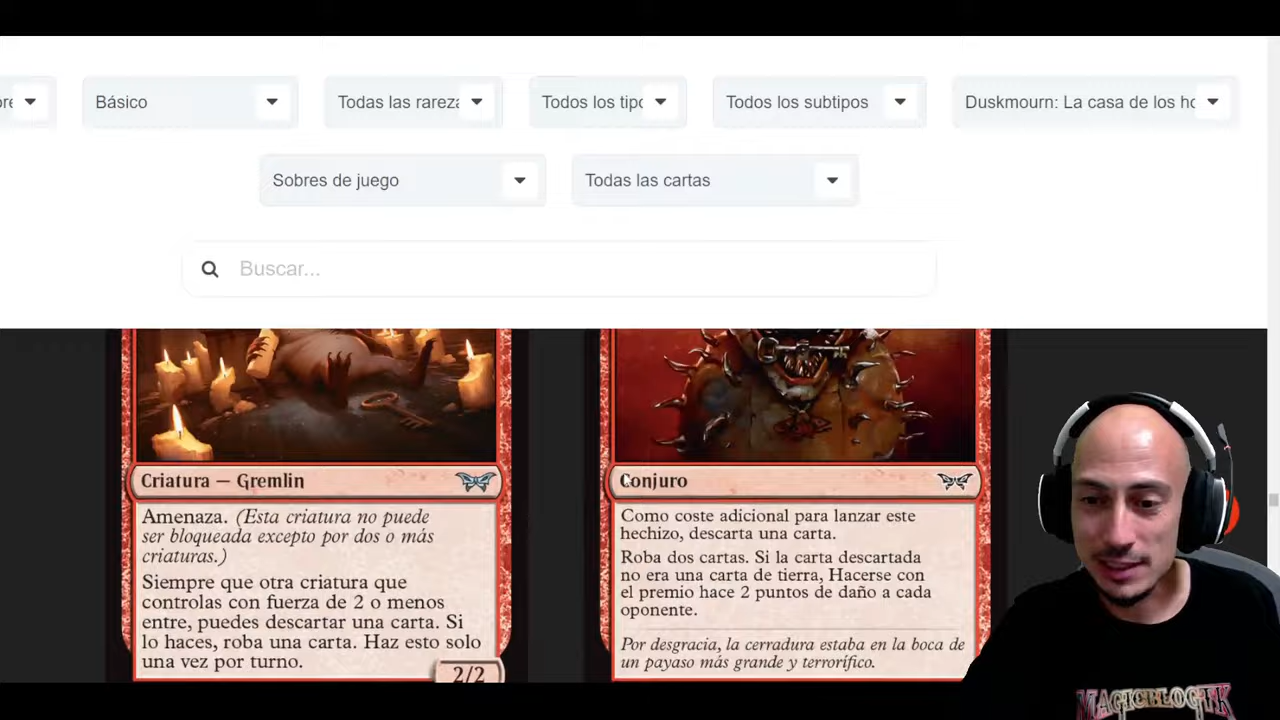 Básico
Todas las rareza
Todos los tipo
Todos los subtipos
Duskmourn: La casa de los ho
Sobres de juego
Todas las cartas
Buscar...
Criatura — Gremlin
Amenaza. (Esta criatura no puede
ser bloqueada excepto por dos o más
criaturas.)
Siempre que otra criatura que
controlas con fuerza de 2 o menos
entre, puedes descartar una carta. Si
lo haces, roba una carta. Haz esto solo
una vez por turno.
2/2
Conjuro
Como coste adicional para lanzar este
hechizo, descarta una carta.
Roba dos cartas. Si la carta descartada
no era una carta de tierra, Hacerse con
el premio hace 2 puntos de daño a cada
oponente.
Por desgracia, la cerradura estaba en la boca de
un payaso más grande y terrorífico.